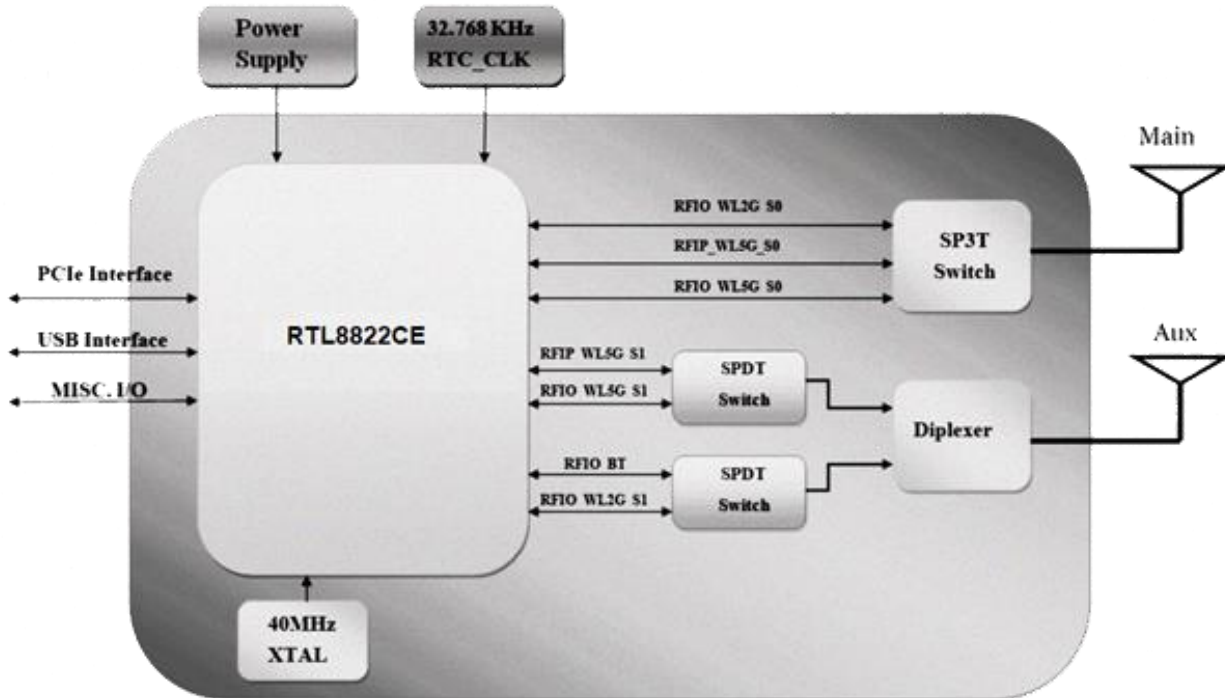 Power
Supply
32.768 KHz
RTC_CLK
Main
RFIO WL2G S0
RFIP_WL5G_S0
RFIO WL5G S0
SP3T
Switch
PCIe Interface
USB Interface
MISC. I/O
RTL8822CE
Aux
RFIP WL5G S1
RFIO WL5G S1
SPDT
Switch
Diplexer
RFIO BT
RFIO WL2G S1
SPDT
Switch
40MHz
XTAL